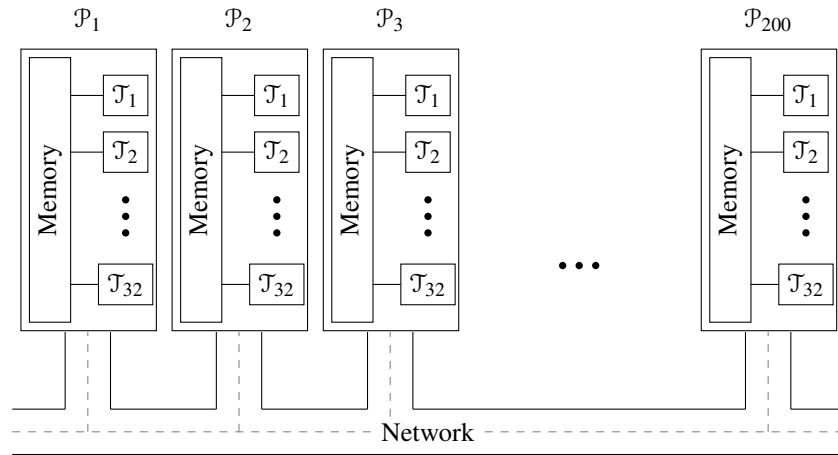 𝒫1 𝒫2 𝒫3 𝒫200
Memory 𝒯1 𝒯2 𝒯32
Memory 𝒯1 𝒯2 𝒯32
Memory 𝒯1 𝒯2 𝒯32
Memory 𝒯1 𝒯2 𝒯32
Network